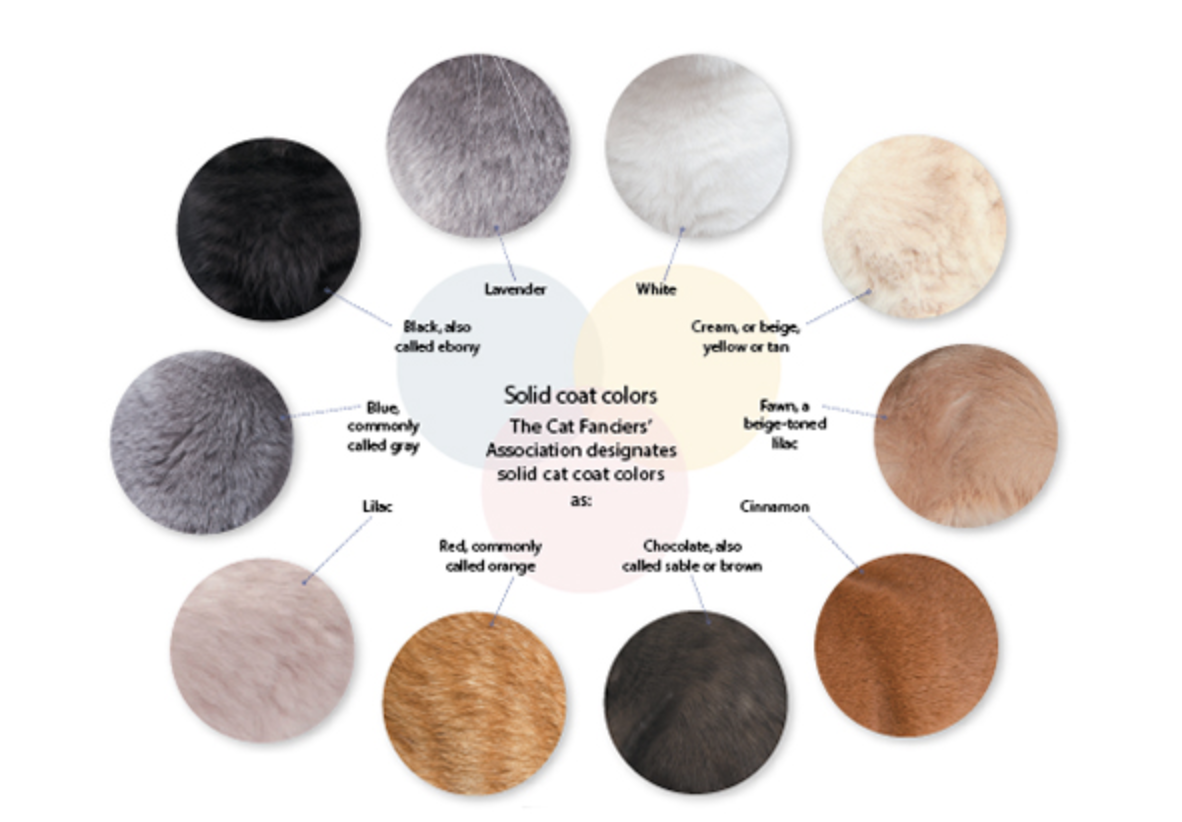 Lavender
White
Black, also
called ebony
Cream, or beige,
yellow or tan
Blue,
commonly
called gray
Solid coat colors
The Cat Fanciers'
Association designates
solid cat coat colors
as:
Fawn, a
beige-toned
lilac
Lilac
Cinnamon
Red, commonly
called orange
Chocolate, also
called sable or brown